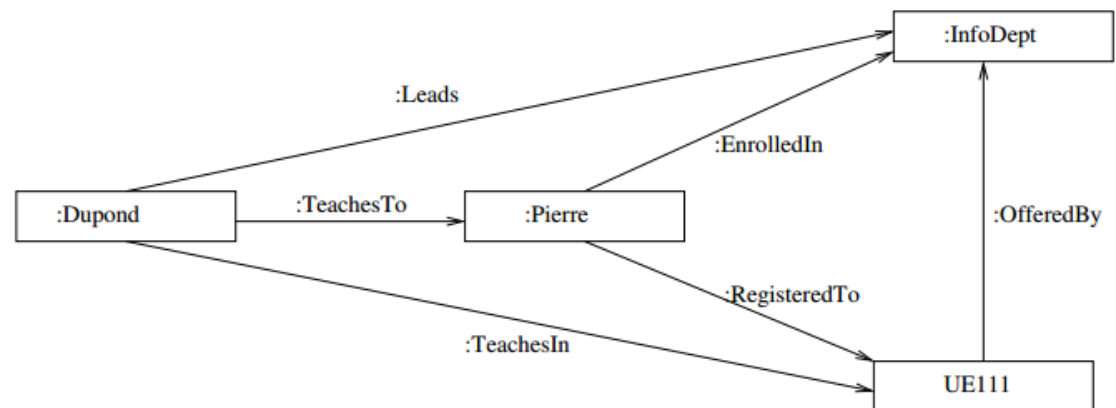 :InfoDept
:Leads
:EnrolledIn
:Dupond
:TeachesTo
:Pierre
:OfferedBy
:RegisteredTo
:TeachesIn
UE111